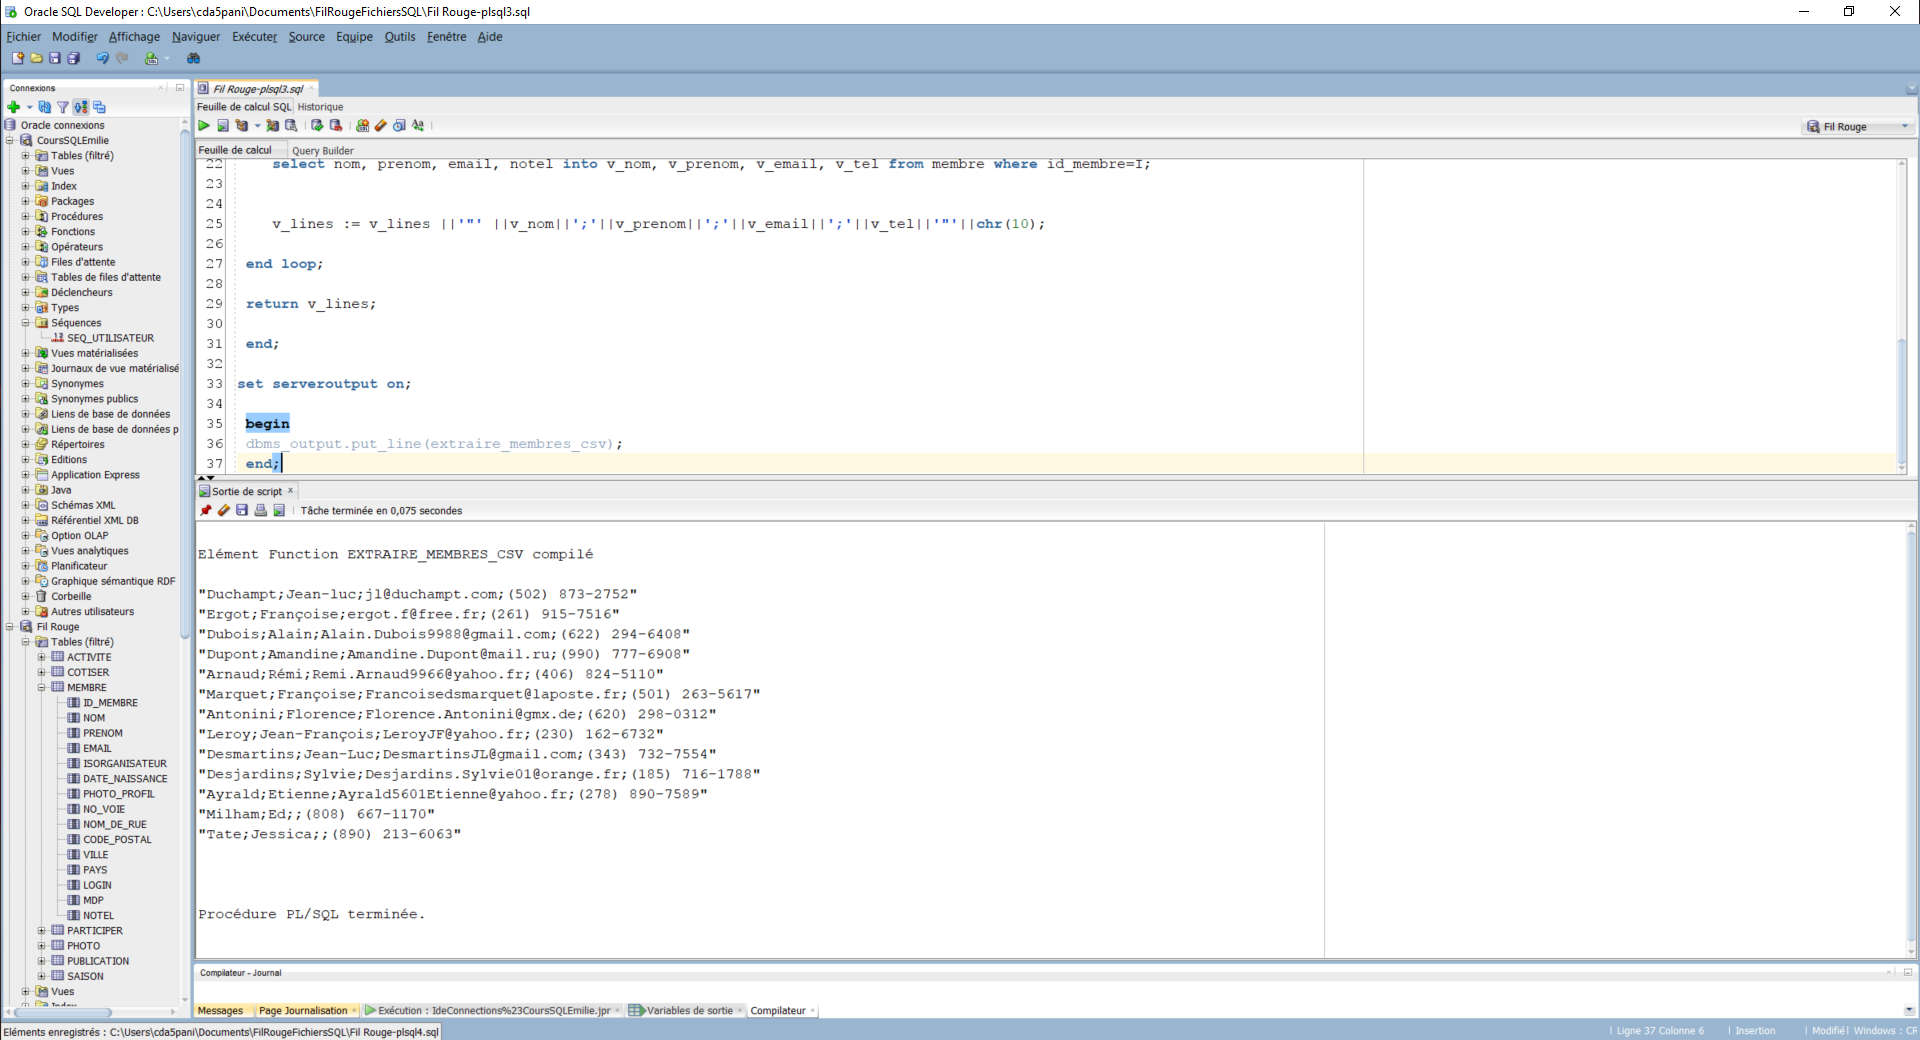 Oracle SQL Developer : C:\Users\cda5pani\Documents\FilRougeFichiersSQL\Fil Rouge-plsql3.sql
Fichier Modifier Affichage Naviguer Exécuter Source Equipe Outils Fenêtre Aide
Connexions
Oracle connexions
CoursSQLEmilie
Tables (filtré)
Vues
Index
Packages
Procédures
Fonctions
Opérateurs
Files d'attente
Tables de files d'attente
Déclencheurs
Types
Séquences
SEQ_UTILISATEUR
Vues matérialisées
Journaux de vue matérialisé
Synonymes
Synonymes publics
Liens de base de données
Liens de base de données p
Répertoires
Editions
Application Express
Java
Schémas XML
Référentiel XML DB
Option OLAP
Vues analytiques
Planificateur
Graphique sémantique RDF
Corbeille
Autres utilisateurs
Fil Rouge
Tables (filtré)
ACTIVITE
COTISER
MEMBRE
ID_MEMBRE
NOM
PRENOM
EMAIL
ISORGANISATEUR
DATE_NAISSANCE
PHOTO_PROFIL
NO_VOIE
NOM_DE_RUE
CODE_POSTAL
VILLE
PAYS
LOGIN
MDP
NOTEL
PARTICIPER
PHOTO
PUBLICATION
SAISON
Vues
Index
Fil Rouge-plsql3.sql
Feuille de calcul SQL Historique
Fil Rouge
Feuille de calcul Query Builder
22 select nom, prenom, email, notel into v_nom, v_prenom, v_email, v_tel from membre where id_membre=I;
23
24
25 v_lines := v_lines ||'"' ||v_nom||';'||v_prenom||';'||v_email||';'||v_tel||'"'||chr(10);
26
27 end loop;
28
29 return v_lines;
30
31 end;
32
33 set serveroutput on;
34
35 begin
36 dbms_output.put_line(extraire_membres_csv);
37 end;
Sortie de script
Tâche terminée en 0,075 secondes
Elément Function EXTRAIRE_MEMBRES_CSV compilé
"Duchampt;Jean-luc;jl@duchampt.com;(502) 873-2752"
"Ergot;Françoise;ergot.f@free.fr;(261) 915-7516"
"Dubois;Alain;Alain.Dubois9988@gmail.com;(622) 294-6408"
"Dupont;Amandine;Amandine.Dupont@mail.ru;(990) 777-6908"
"Arnaud;Rémi;Remi.Arnaud9966@yahoo.fr;(406) 824-5110"
"Marquet;Françoise;Francoisedsmarquet@laposte.fr;(501) 263-5617"
"Antonini;Florence;Florence.Antonini@gmx.de;(620) 298-0312"
"Leroy;Jean-François;LeroyJF@yahoo.fr;(230) 162-6732"
"Desmartins;Jean-Luc;DesmartinsJL@gmail.com;(343) 732-7554"
"Desjardins;Sylvie;Desjardins.Sylvie01@orange.fr;(185) 716-1788"
"Ayrald;Etienne;Ayrald5601Etienne@yahoo.fr;(278) 890-7589"
"Milham;Ed;;(808) 667-1170"
"Tate;Jessica;;(890) 213-6063"
Procédure PL/SQL terminée.
Compilateur - Journal
Messages Page Journalisation Exécution : IdeConnections%23CoursSQLEmilie.jpr Variables de sortie Compilateur
Eléments enregistrés : C:\Users\cda5pani\Documents\FilRougeFichiersSQL\Fil Rouge-plsql4.sql
Ligne 37 Colonne 6 Insertion Modifié Windows : CF